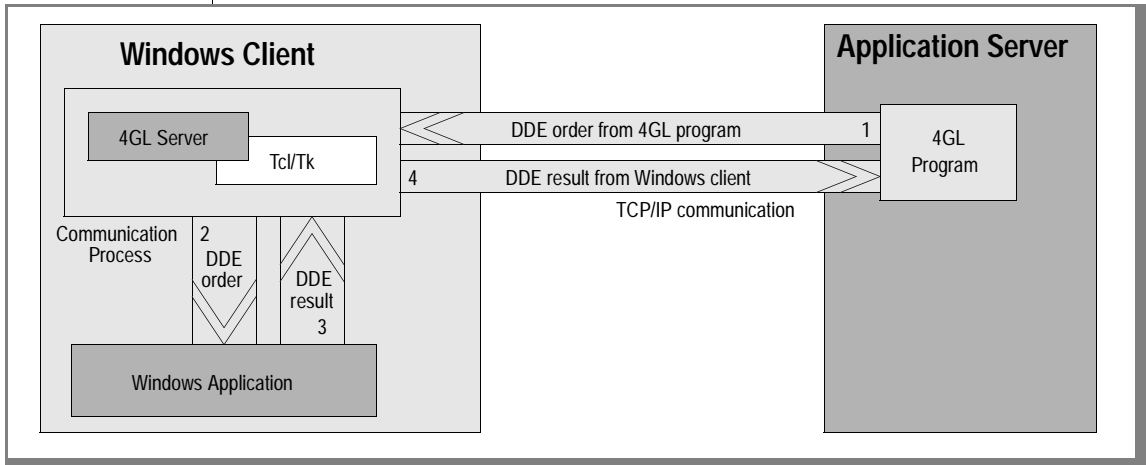 Windows Client
Application Server
4GL Server
Tcl/Tk
DDE order from 4GL program 1
4GL
Program
4 DDE result from Windows client
TCP/IP communication
Communication
Process
2
DDE
order
DDE
result
3
Windows Application